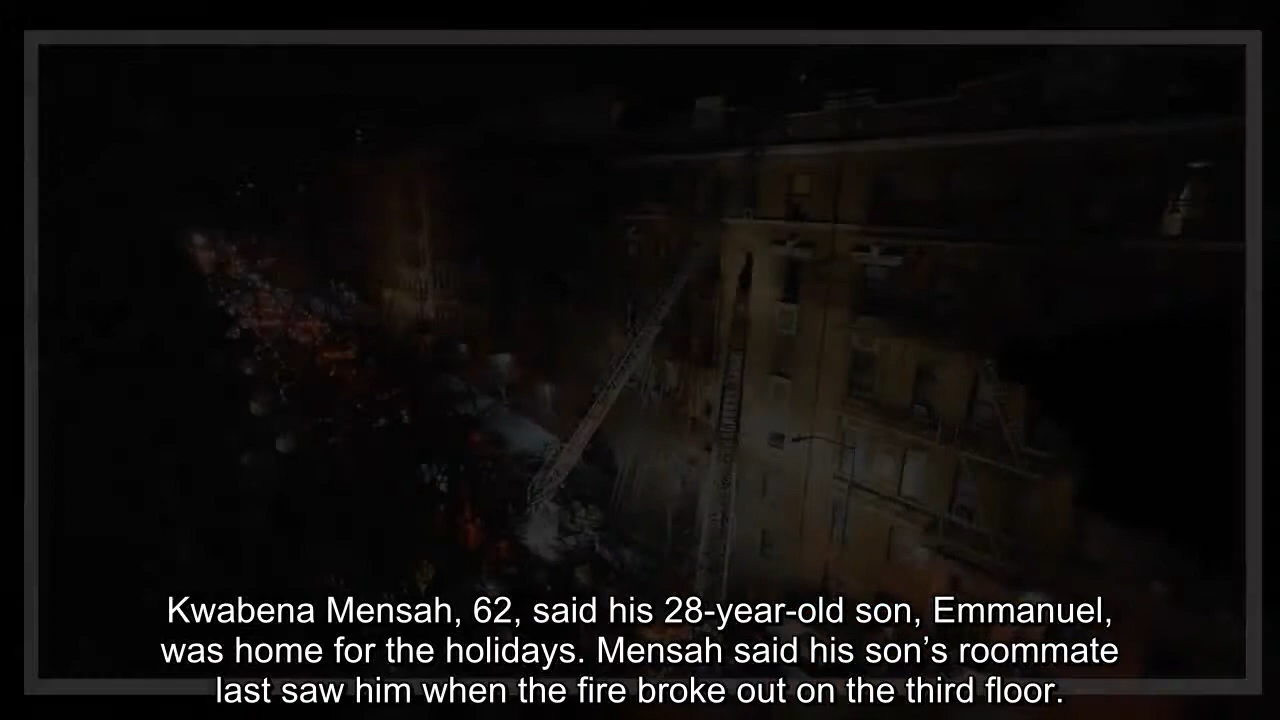 Kwabena Mensah, 62, said his 28-year-old son, Emmanuel,
was home for the holidays. Mensah said his son’s roommate
last saw him when the fire broke out on the third floor.